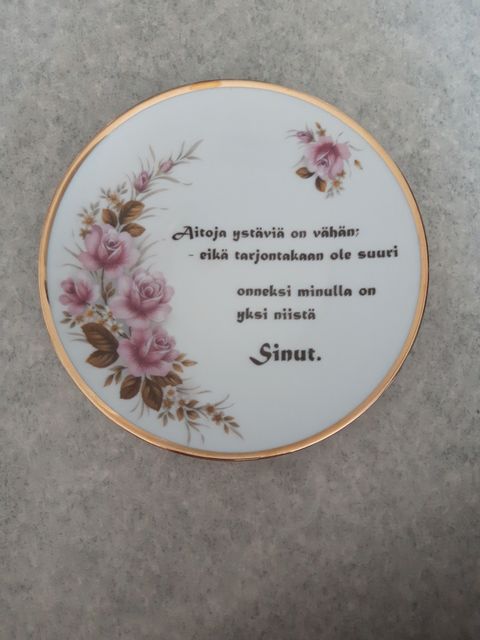 Aitoja ystäviä on vähän;
- eikä tarjontakaan ole suuri
onneksi minulla on
yksi niistä
Sinut.